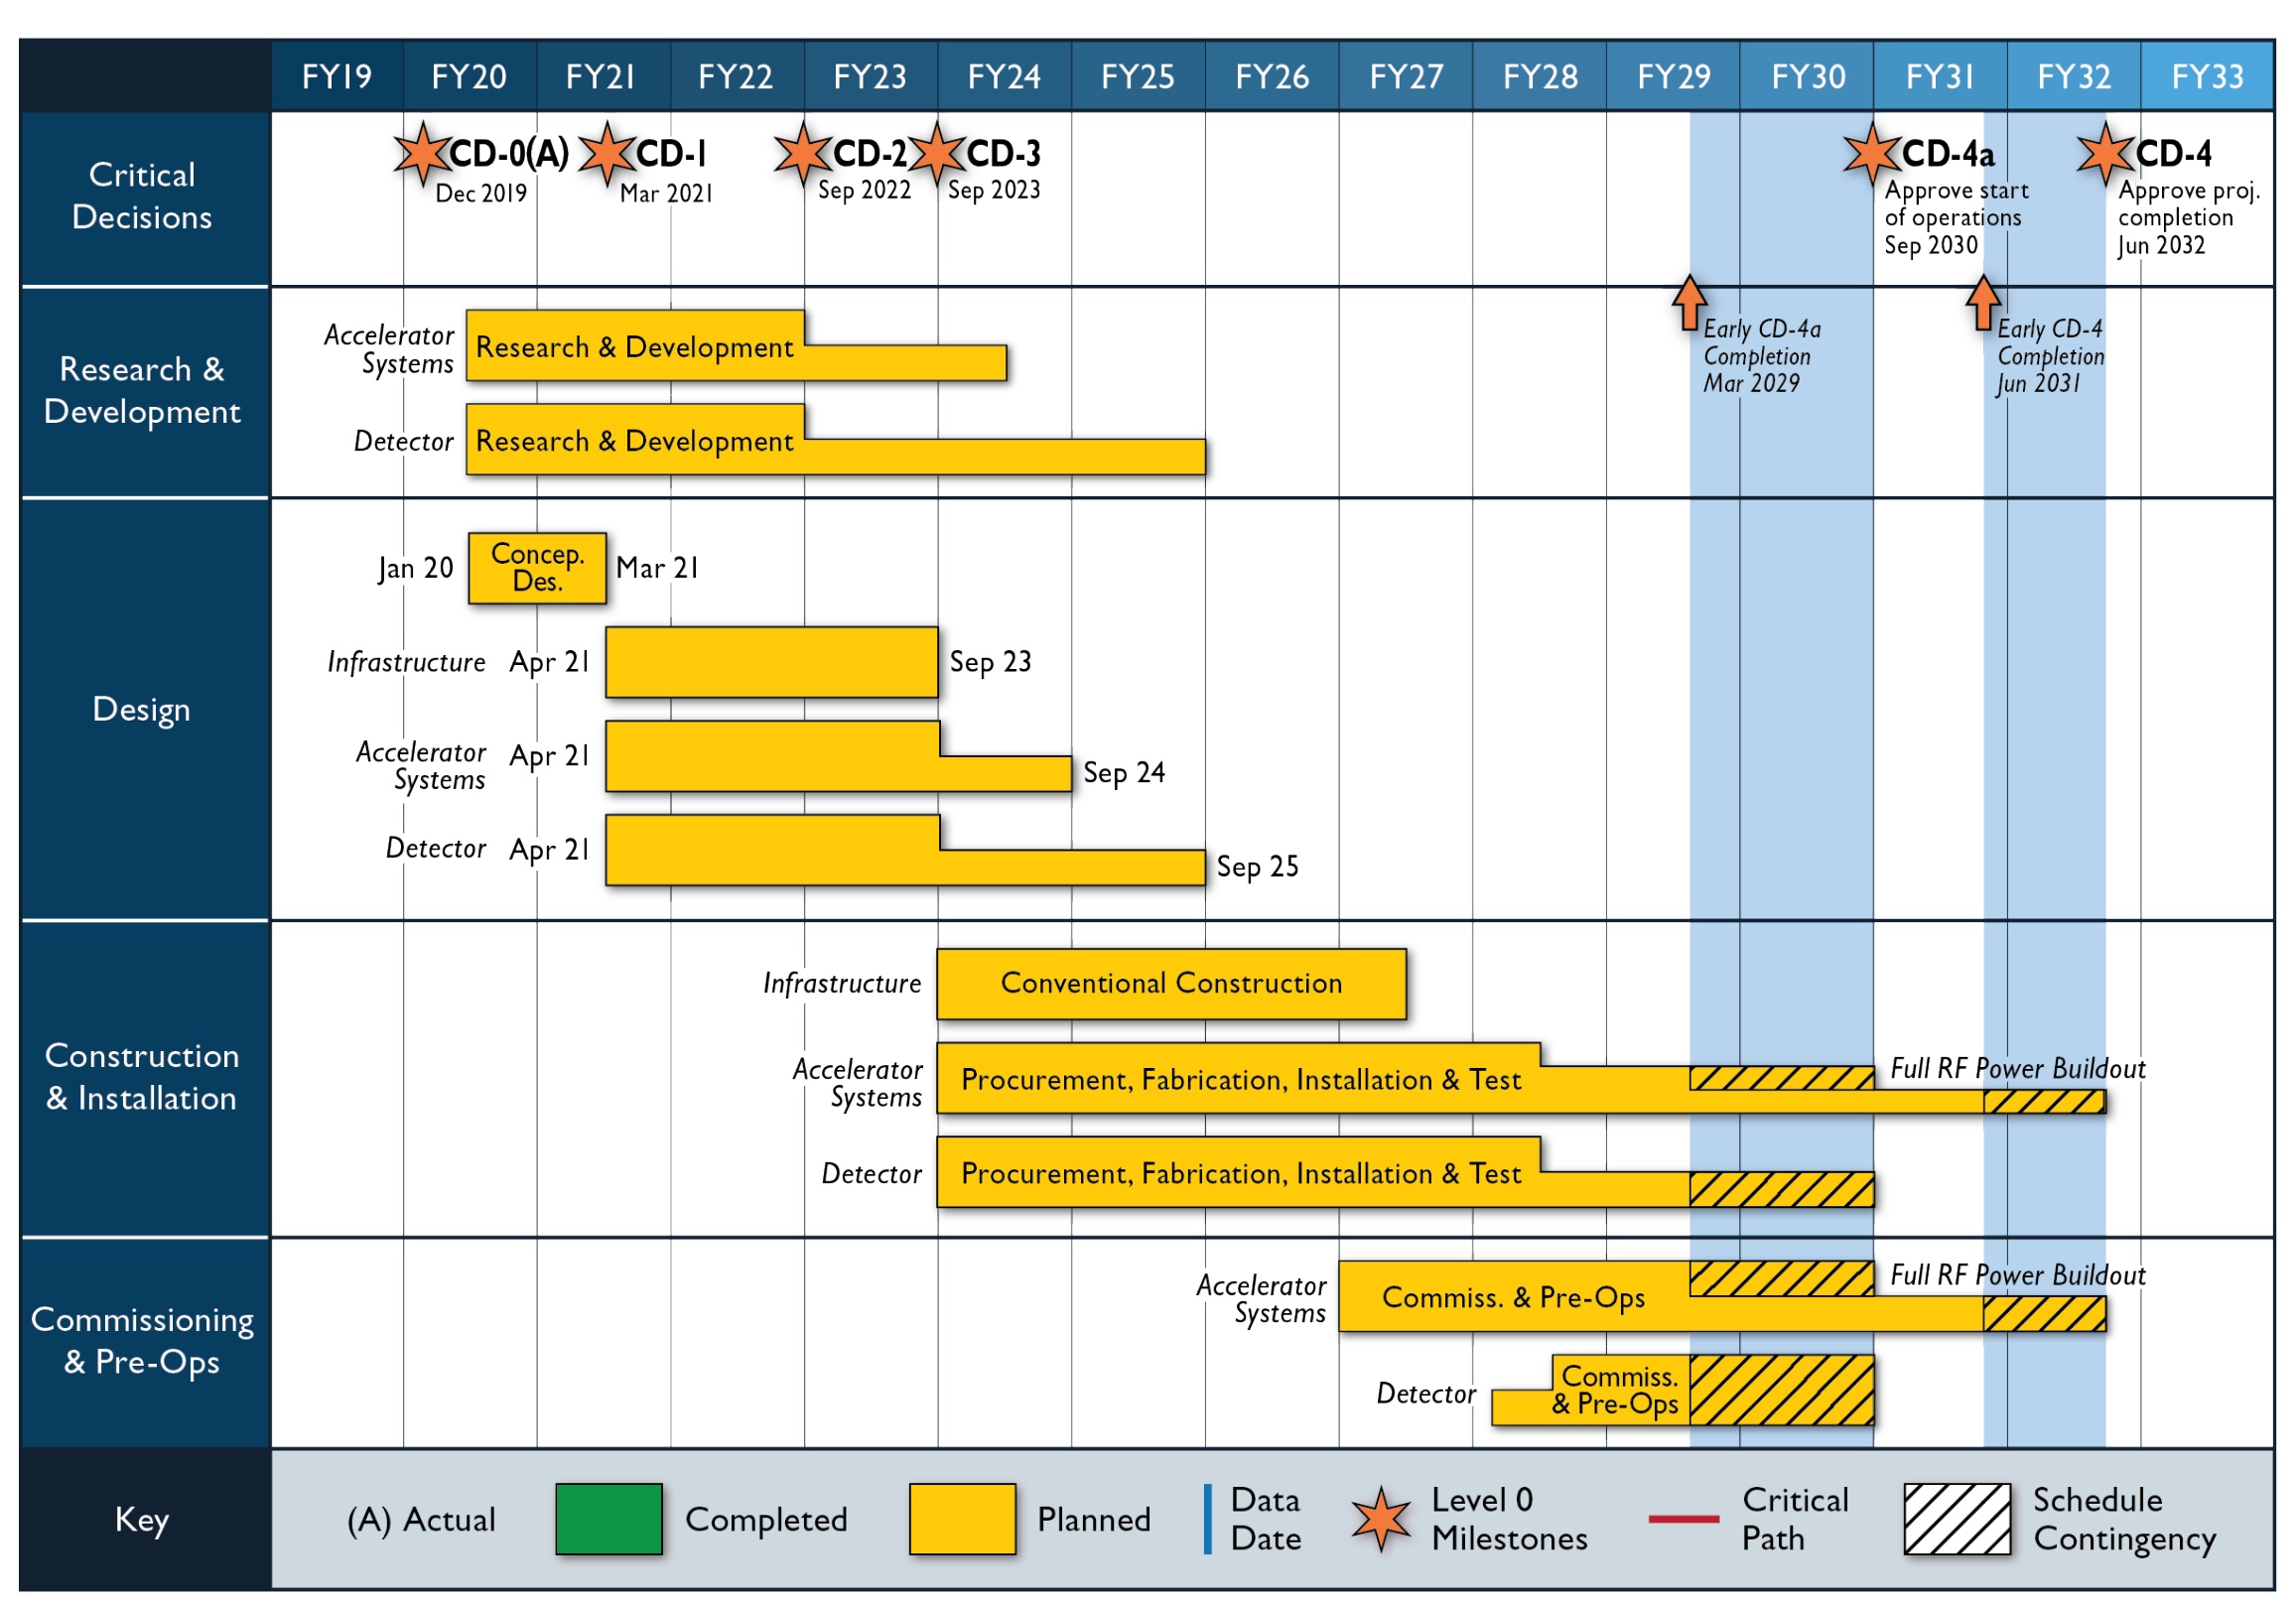 FY19 FY20 FY21 FY22 FY23 FY24 FY25 FY26 FY27 FY28 FY29 FY30 FY31 FY32 FY33
Critical
Decisions
CD-0(A)
Dec 2019
CD-1
Mar 2021
CD-2
Sep 2022
CD-3
Sep 2023
CD-4a
Approve start
of operations
Sep 2030
CD-4
Approve proj.
completion
Jun 2032
Early CD-4a
Completion
Mar 2029
Early CD-4
Completion
Jun 2031
Research &
Development
Accelerator
Systems
Research & Development
Detector
Research & Development
Design
Jan 20
Concep.
Des.
Mar 21
Infrastructure
Apr 21
Sep 23
Accelerator
Systems
Apr 21
Sep 24
Detector
Apr 21
Sep 25
Construction
& Installation
Infrastructure
Conventional Construction
Accelerator
Systems
Procurement, Fabrication, Installation & Test
Full RF Power Buildout
Detector
Procurement, Fabrication, Installation & Test
Commissioning
& Pre-Ops
Accelerator
Systems
Commiss. & Pre-Ops
Full RF Power Buildout
Detector
Commiss.
& Pre-Ops
Key
(A) Actual
Completed
Planned
Data
Date
Level 0
Milestones
Critical
Path
Schedule
Contingency